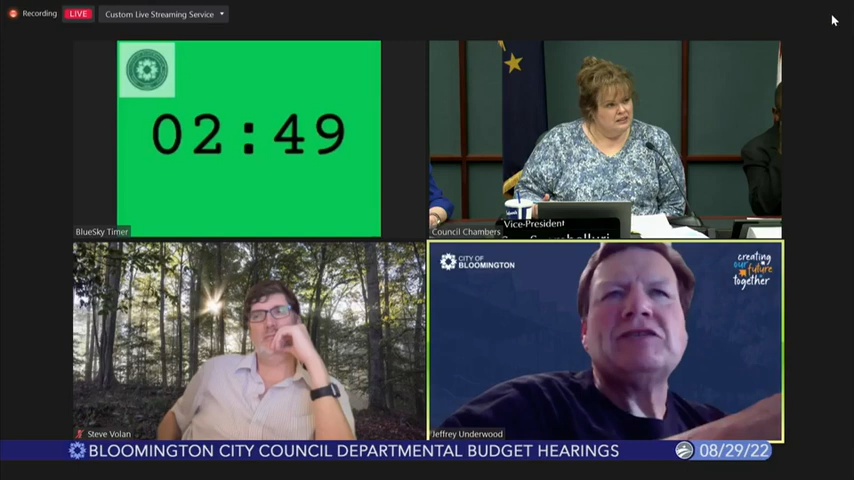 Recording
LIVE
Custom Live Streaming Service
02:49
BlueSky Timer
Vice-President
Council Chambers
CITY OF
BLOOMINGTON
creating
our future
together
Steve Volan
Jeffrey Underwood
BLOOMINGTON CITY COUNCIL DEPARTMENTAL BUDGET HEARINGS
08/29/22